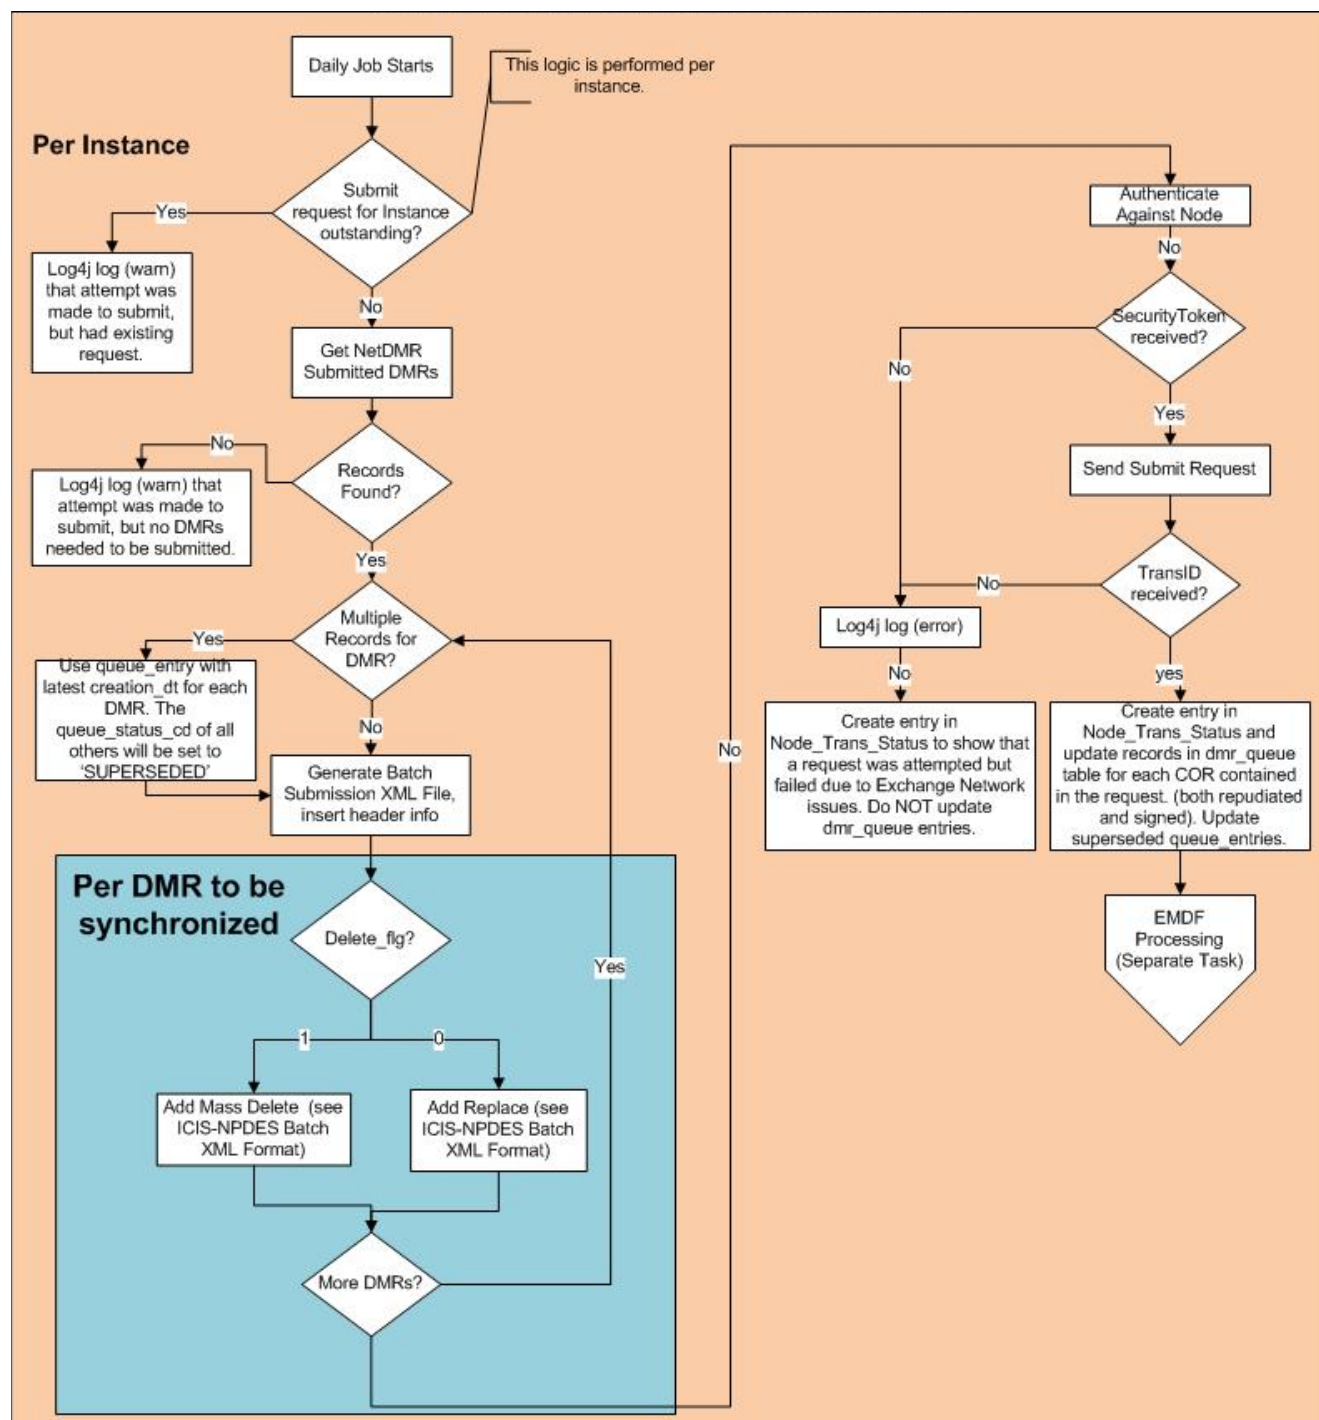 Daily Job Starts
This logic is performed per
instance.
Per Instance
Submit
request for Instance
outstanding?
Yes
Log4j log (warn)
that attempt was
made to submit,
but had existing
request.
No
Get NetDMR
Submitted DMRs
No
Records
Found?
Log4j log (warn) that
attempt was made to
submit, but no DMRs
needed to be submitted.
Yes
Multiple
Records for
DMR?
Yes
Use queue_entry with
latest creation_dt for each
DMR. The
queue_status_cd of all
others will be set to
‘SUPERSEDED’
No
Generate Batch
Submission XML File,
insert header info
Per DMR to be
synchronized
Delete_flg?
Yes
1
0
Add Mass Delete (see
ICIS-NPDES Batch
XML Format)
Add Replace (see
ICIS-NPDES Batch
XML Format)
More DMRs?
No
Authenticate
Against Node
No
SecurityToken
received?
No
Yes
Send Submit Request
TransID
received?
No
Log4j log (error)
No
yes
Create entry in
Node_Trans_Status to show that
a request was attempted but
failed due to Exchange Network
issues. Do NOT update
dmr_queue entries.
Create entry in
Node_Trans_Status and
update records in dmr_queue
table for each COR contained
in the request. (both repudiated
and signed). Update
superseded queue_entries.
EMDF
Processing
(Separate Task)